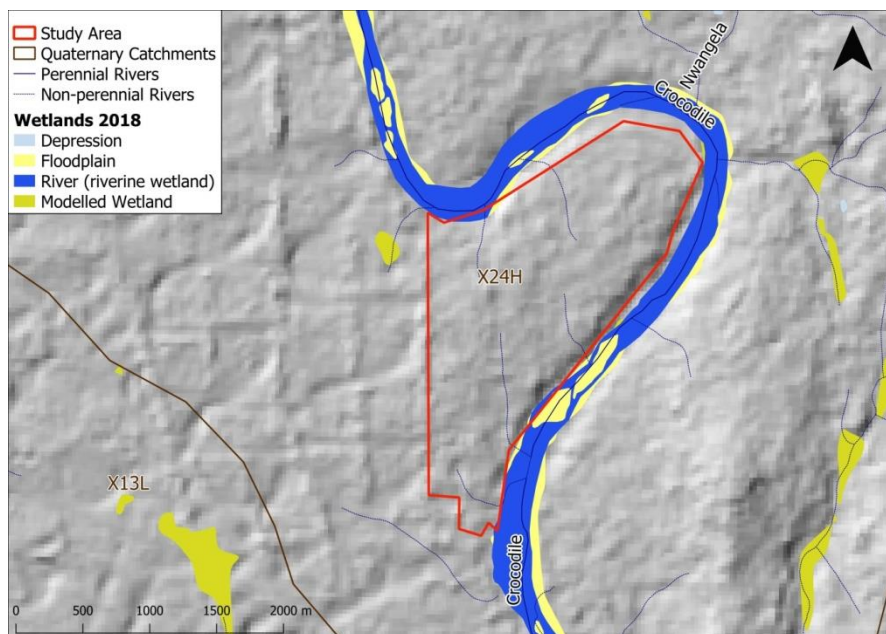 Study Area
Quaternary Catchments
Perennial Rivers
Non-perennial Rivers
Wetlands 2018
Depression
Floodplain
River (riverine wetland)
Modelled Wetland
Nwangela
Crocodile
X24H
X13L
Crocodile
0 500 1000 1500 2000 m